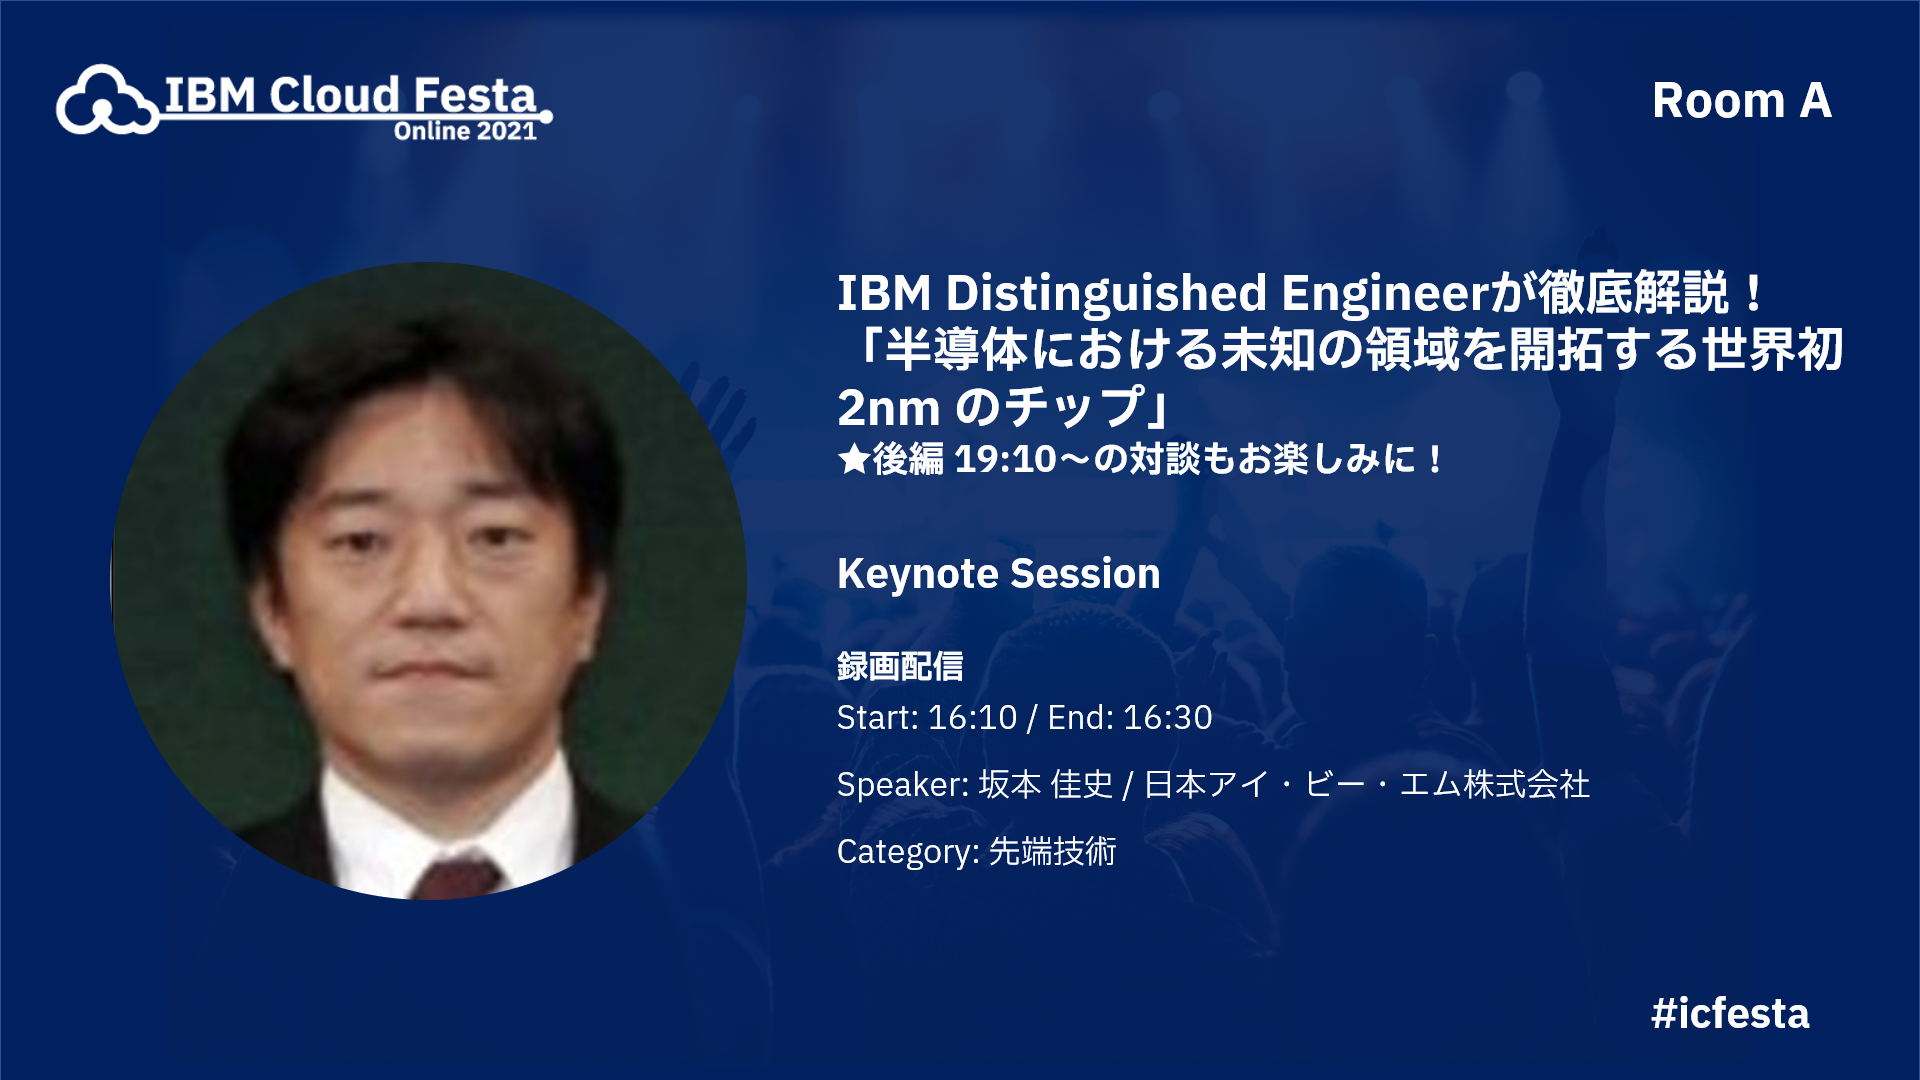 IBM Cloud Festa
Online 2021
Room A
IBM Distinguished Engineerが徹底解説！
「半導体における未知の領域を開拓する世界初
2nm のチップ」
★後編 19:10～の対談もお楽しみに！
Keynote Session
録画配信
Start: 16:10 / End: 16:30
Speaker: 坂本 佳史 / 日本アイ・ビー・エム株式会社
Category: 先端技術
#icfesta